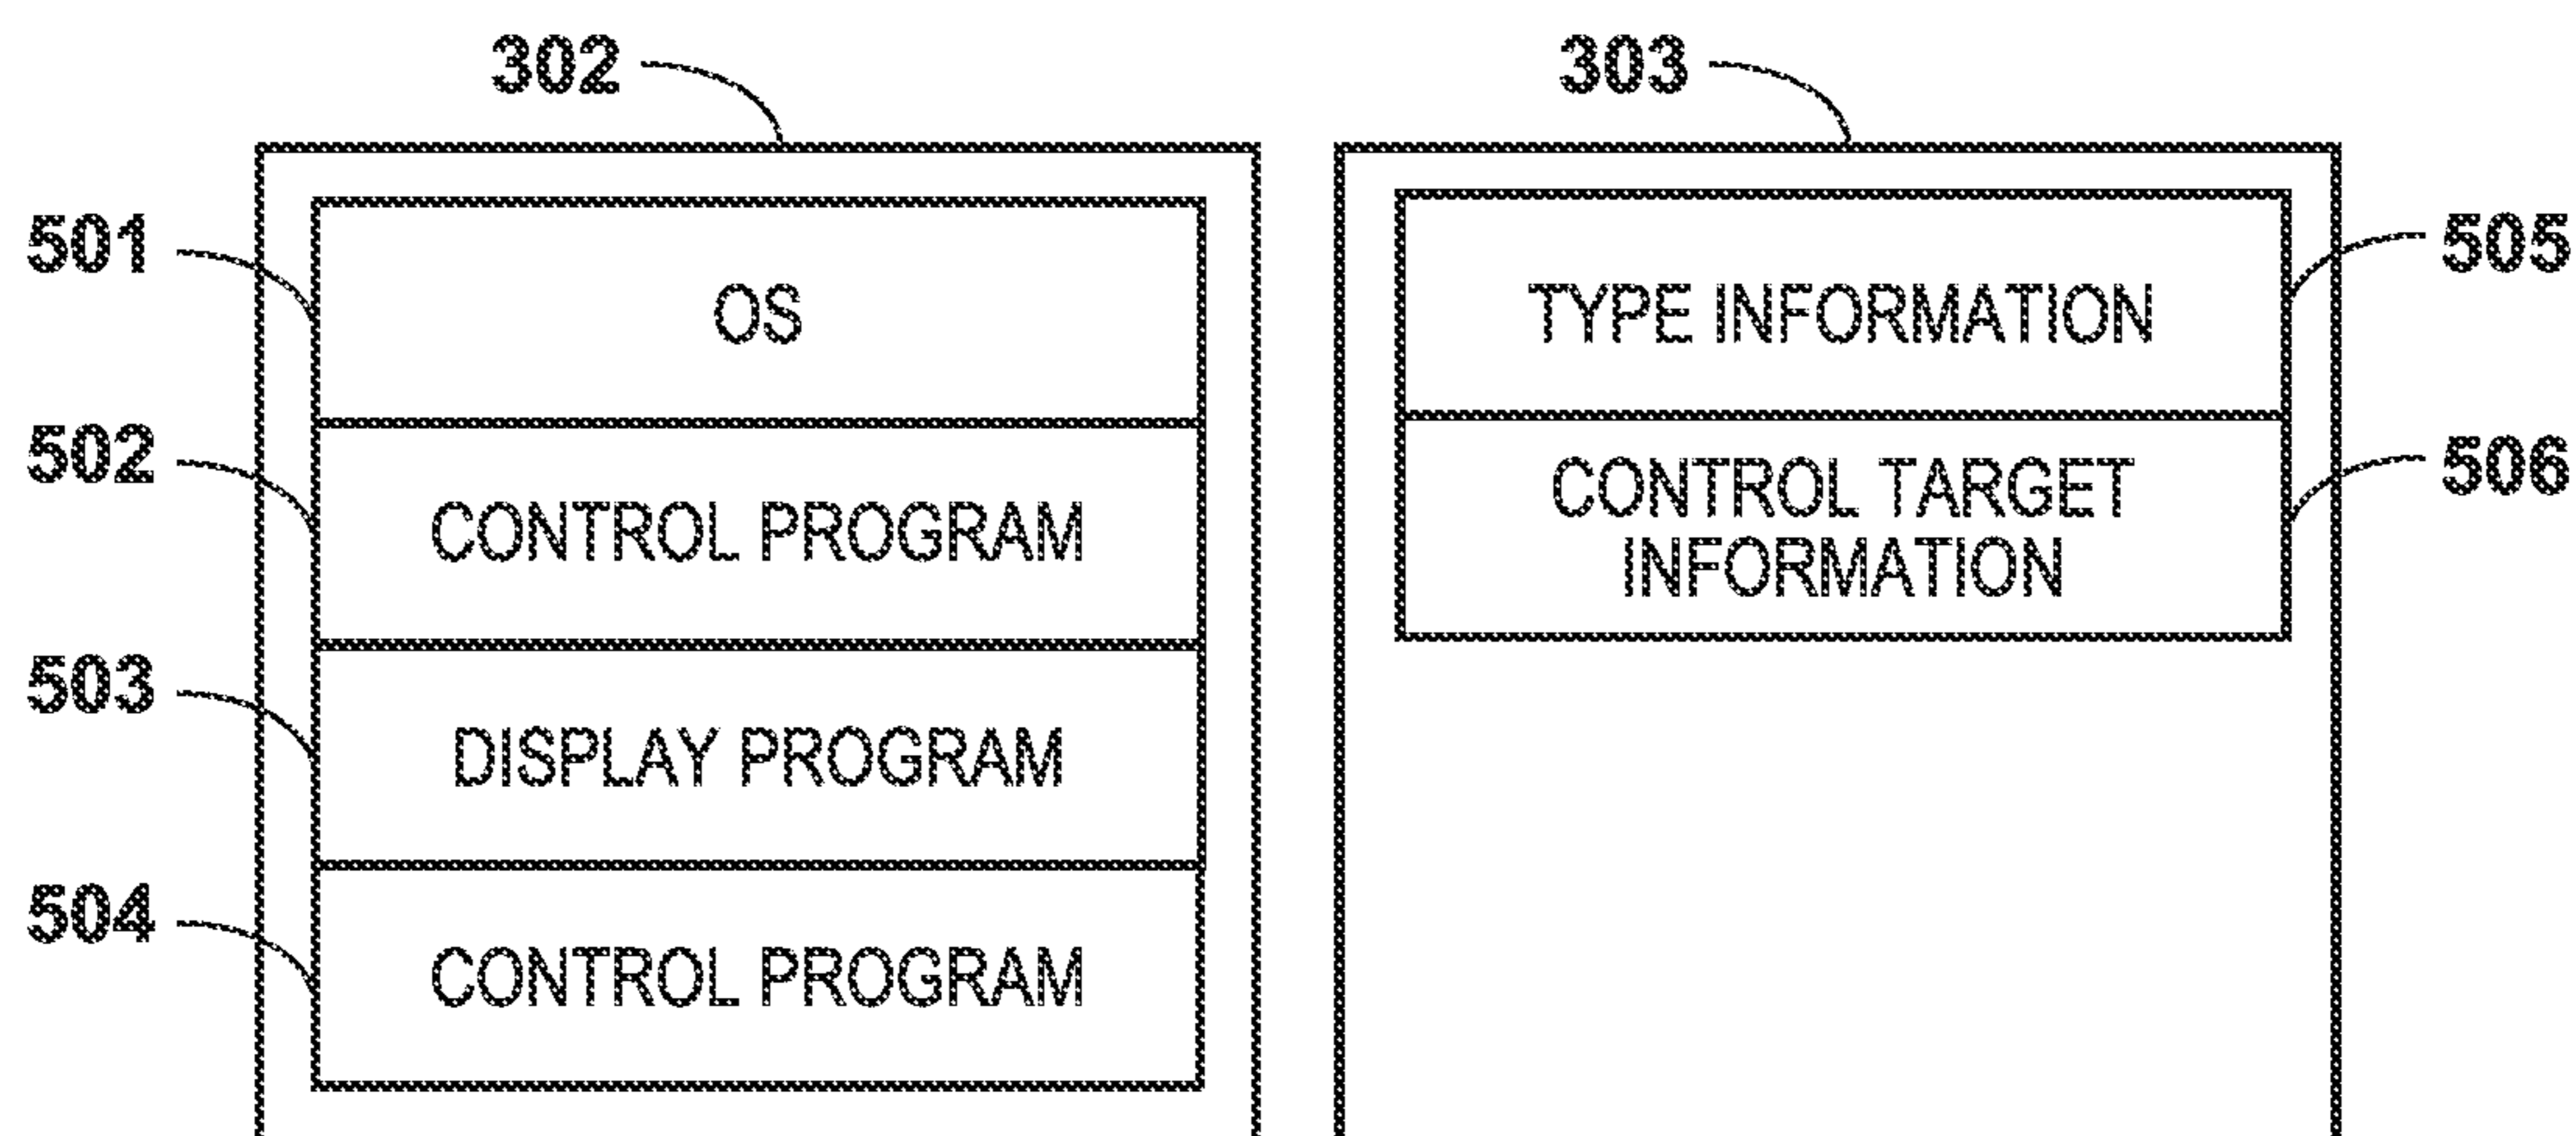 302
303
501
OS
502
CONTROL PROGRAM
503
DISPLAY PROGRAM
504
CONTROL PROGRAM
TYPE INFORMATION
505
CONTROL TARGET
INFORMATION
506